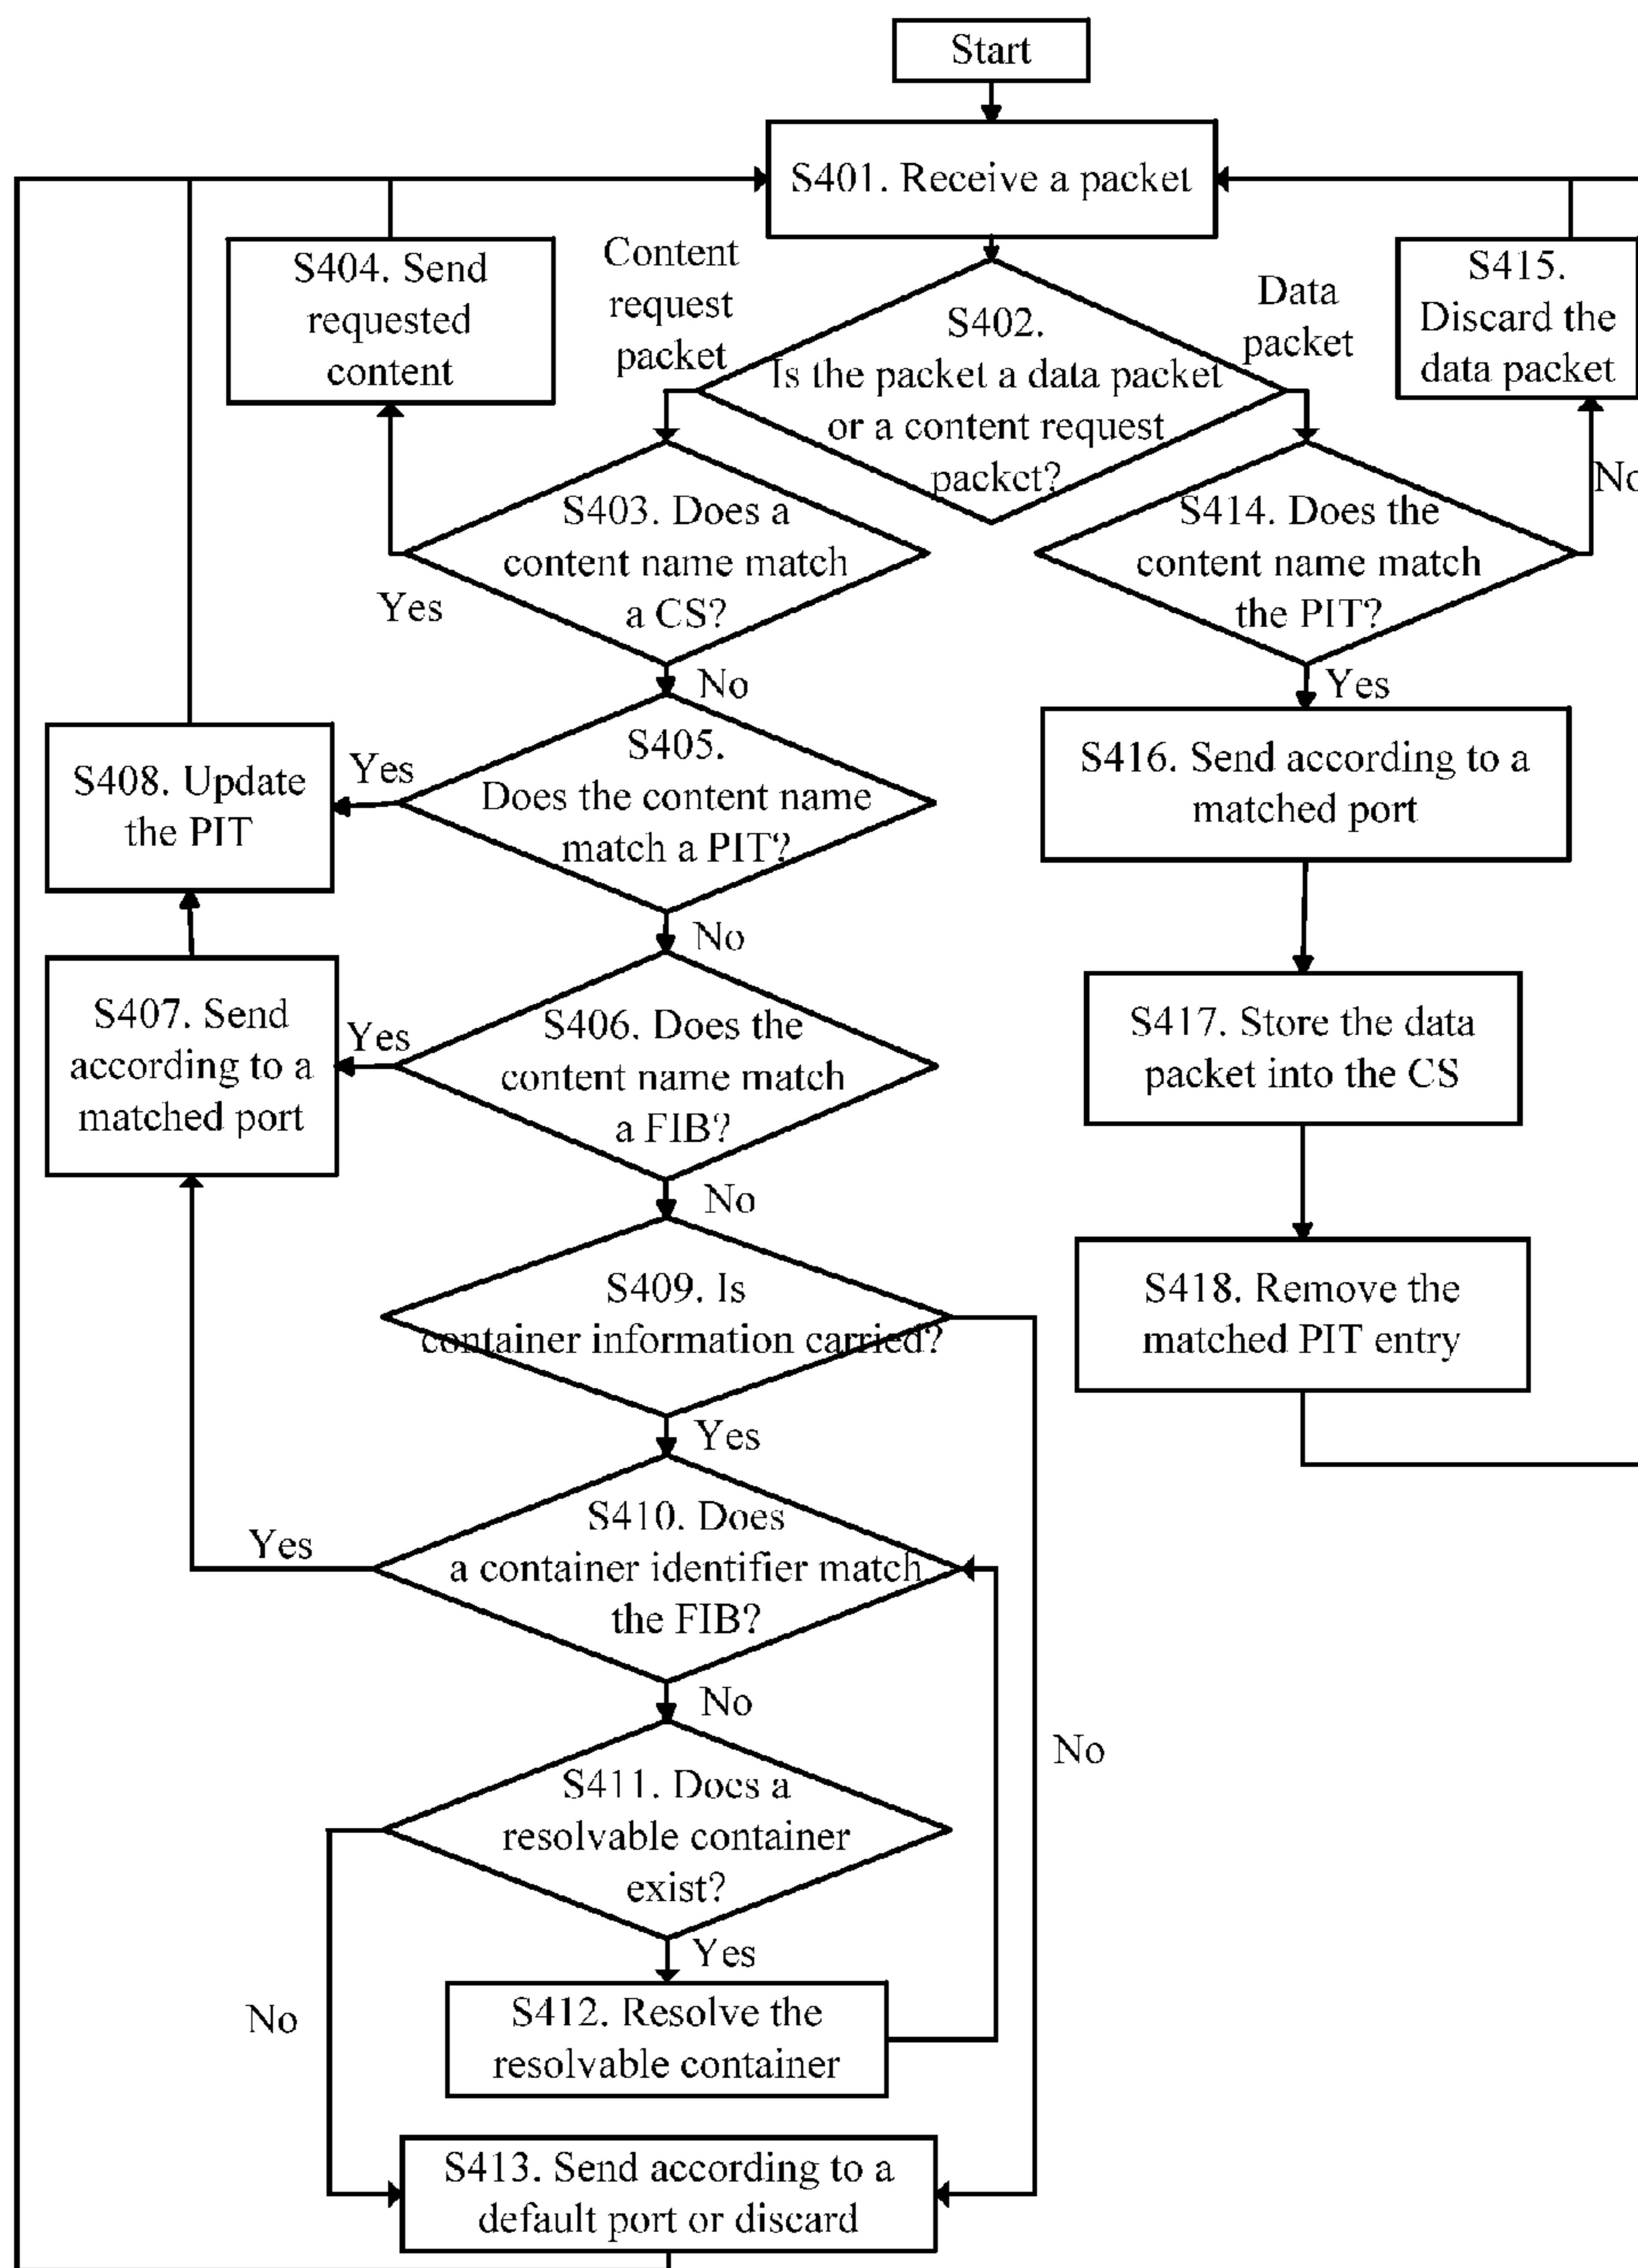 Start
S401. Receive a packet
Content
request
packet
Data
packet
S402.
Is the packet a data packet
or a content request
packet?
S404. Send
requested
content
S415.
Discard the
data packet
No
S403. Does a
content name match
a CS?
Yes
No
S414. Does the
content name match
the PIT?
Yes
S405.
Does the content name
match a PIT?
Yes
No
S408. Update
the PIT
S416. Send according to a
matched port
S406. Does the
content name match
a FIB?
Yes
No
S407. Send
according to a
matched port
S417. Store the data
packet into the CS
S409. Is
container information carried?
Yes
No
S418. Remove the
matched PIT entry
S410. Does
a container identifier match
the FIB?
Yes
No
S411. Does a
resolvable container
exist?
Yes
No
S412. Resolve the
resolvable container
S413. Send according to a
default port or discard